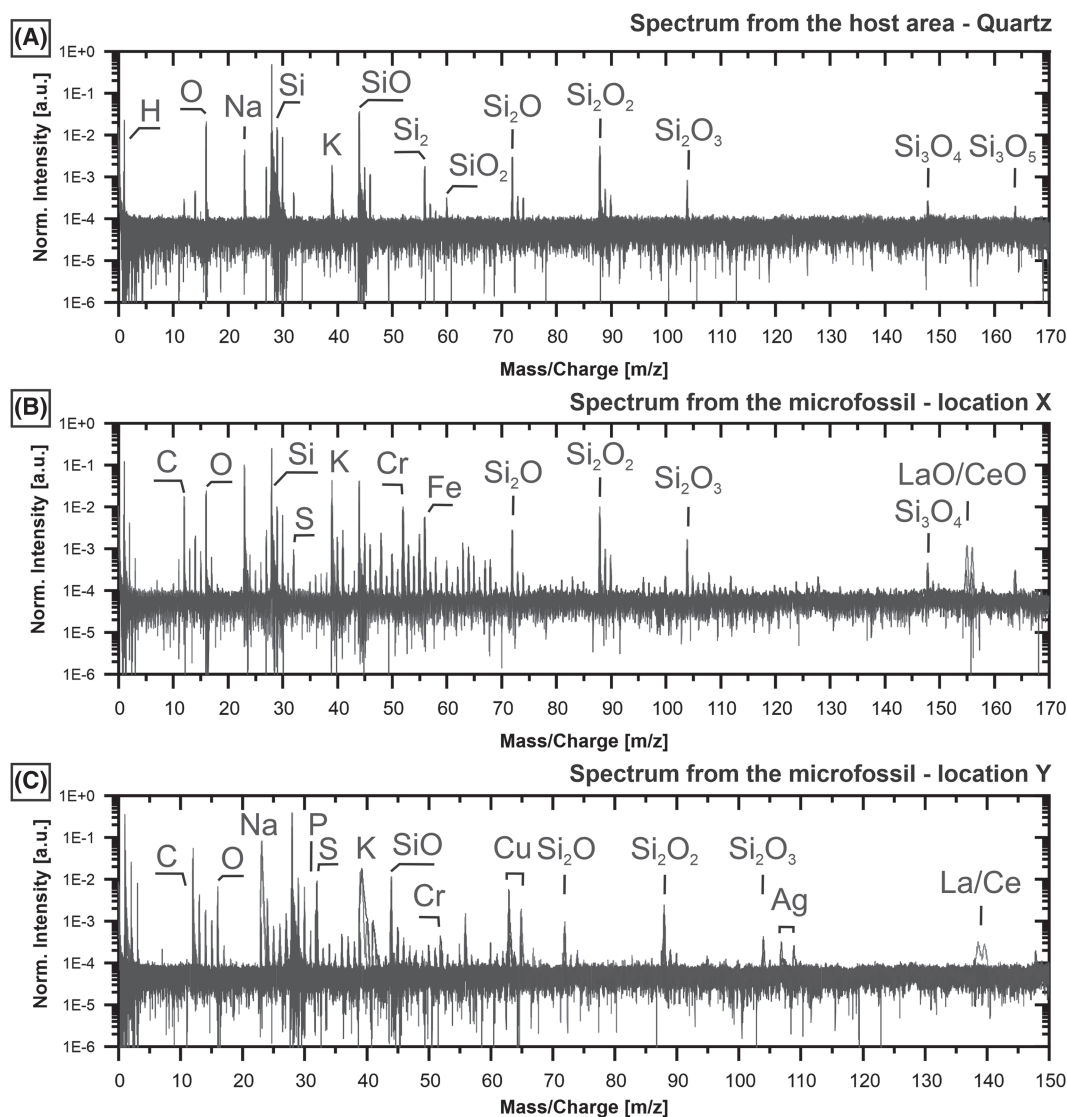 (A)
Spectrum from the host area - Quartz
Norm. Intensity [a.u.]
1E+0
1E-1
1E-2
1E-3
1E-4
1E-5
1E-6
H
O
Na
Si
K
SiO
Si₂
SiO₂
Si₂O
Si₂O₂
Si₂O₃
Si₃O₄
Si₃O₅
0 10 20 30 40 50 60 70 80 90 100 110 120 130 140 150 160 170
Mass/Charge [m/z]
(B)
Spectrum from the microfossil - location X
Norm. Intensity [a.u.]
1E+0
1E-1
1E-2
1E-3
1E-4
1E-5
1E-6
C
O
Si
S
K
Cr
Fe
Si₂O
Si₂O₂
Si₂O₃
LaO/CeO
Si₃O₄
0 10 20 30 40 50 60 70 80 90 100 110 120 130 140 150 160 170
Mass/Charge [m/z]
(C)
Spectrum from the microfossil - location Y
Norm. Intensity [a.u.]
1E+0
1E-1
1E-2
1E-3
1E-4
1E-5
1E-6
C
O
Na
P
S
K
SiO
Cr
Cu
Si₂O
Si₂O₂
Si₂O₃
Ag
La/Ce
0 10 20 30 40 50 60 70 80 90 100 110 120 130 140 150
Mass/Charge [m/z]